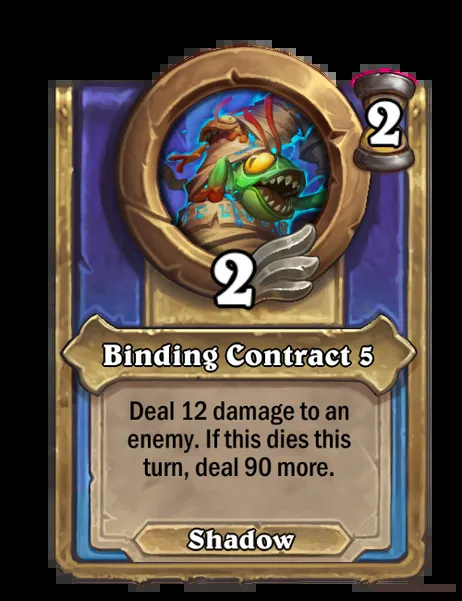 2
2
Binding Contract 5
Deal 12 damage to an
enemy. If this dies this
turn, deal 90 more.
Shadow